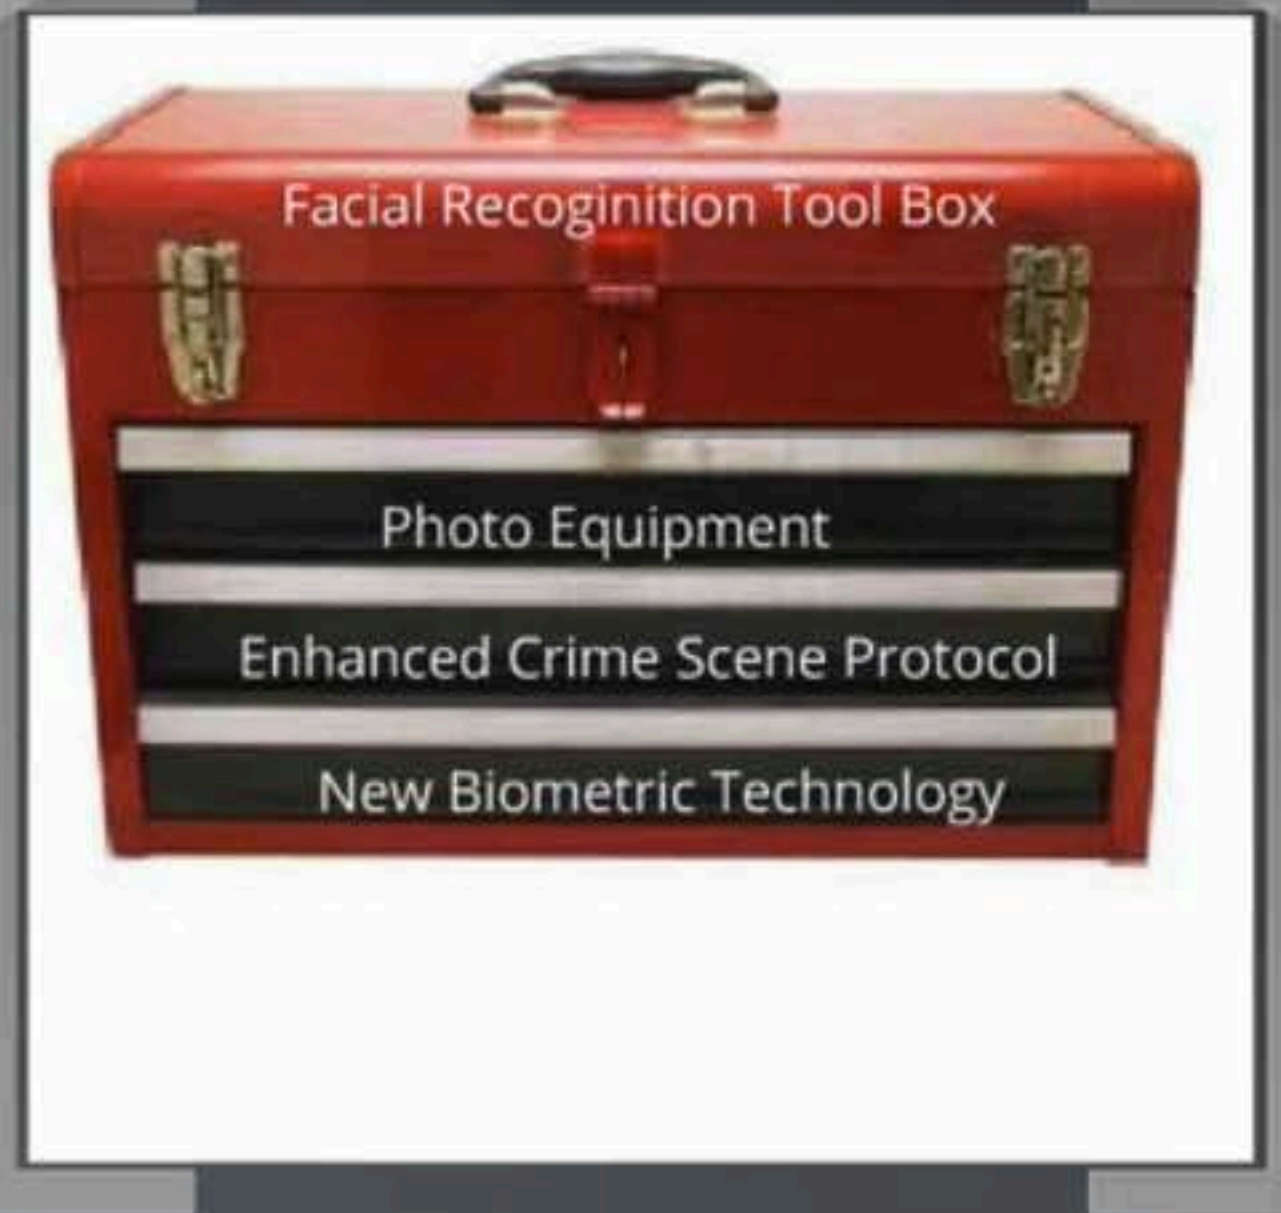 Facial Recoginition Tool Box
Photo Equipment
Enhanced Crime Scene Protocol
New Biometric Technology